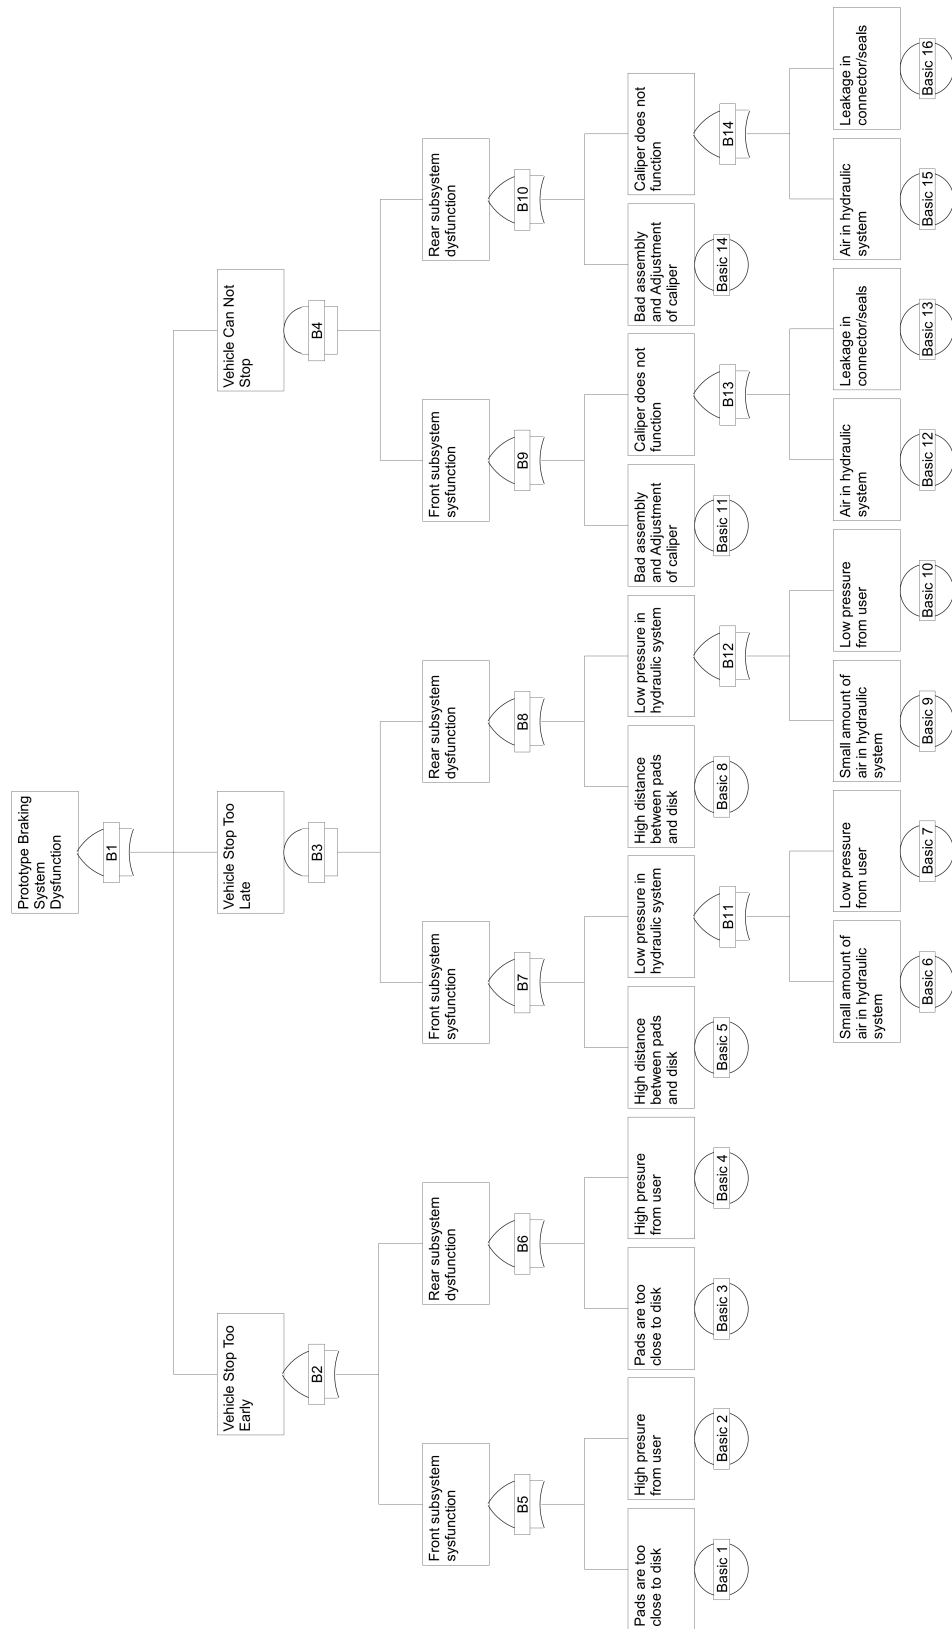 Prototype Braking
System
Dysfunction
B1
Vehicle Stop Too
Early
B2
Vehicle Stop Too
Late
B3
Vehicle Can Not
Stop
B4
Front subsystem
sysfunction
B5
Rear subsystem
dysfunction
B6
Front subsystem
sysfunction
B7
Rear subsystem
dysfunction
B8
Front subsystem
sysfunction
B9
Rear subsystem
dysfunction
B10
Pads are too
close to disk
Basic 1
High presure
from user
Basic 2
Pads are too
close to disk
Basic 3
High presure
from user
Basic 4
High distance
between pads
and disk
Basic 5
Low pressure in
hydraulic system
B11
High distance
between pads
and disk
Basic 8
Low pressure in
hydraulic system
B12
Bad assembly
and Adjustment
of caliper
Basic 11
Caliper does not
function
B13
Bad assembly
and Adjustment
of caliper
Basic 14
Caliper does not
function
B14
Small amount of
air in hydraulic
system
Basic 6
Low pressure
from user
Basic 7
Small amount of
air in hydraulic
system
Basic 9
Low pressure
from user
Basic 10
Air in hydraulic
system
Basic 12
Leakage in
connector/seals
Basic 13
Air in hydraulic
system
Basic 15
Leakage in
connector/seals
Basic 16